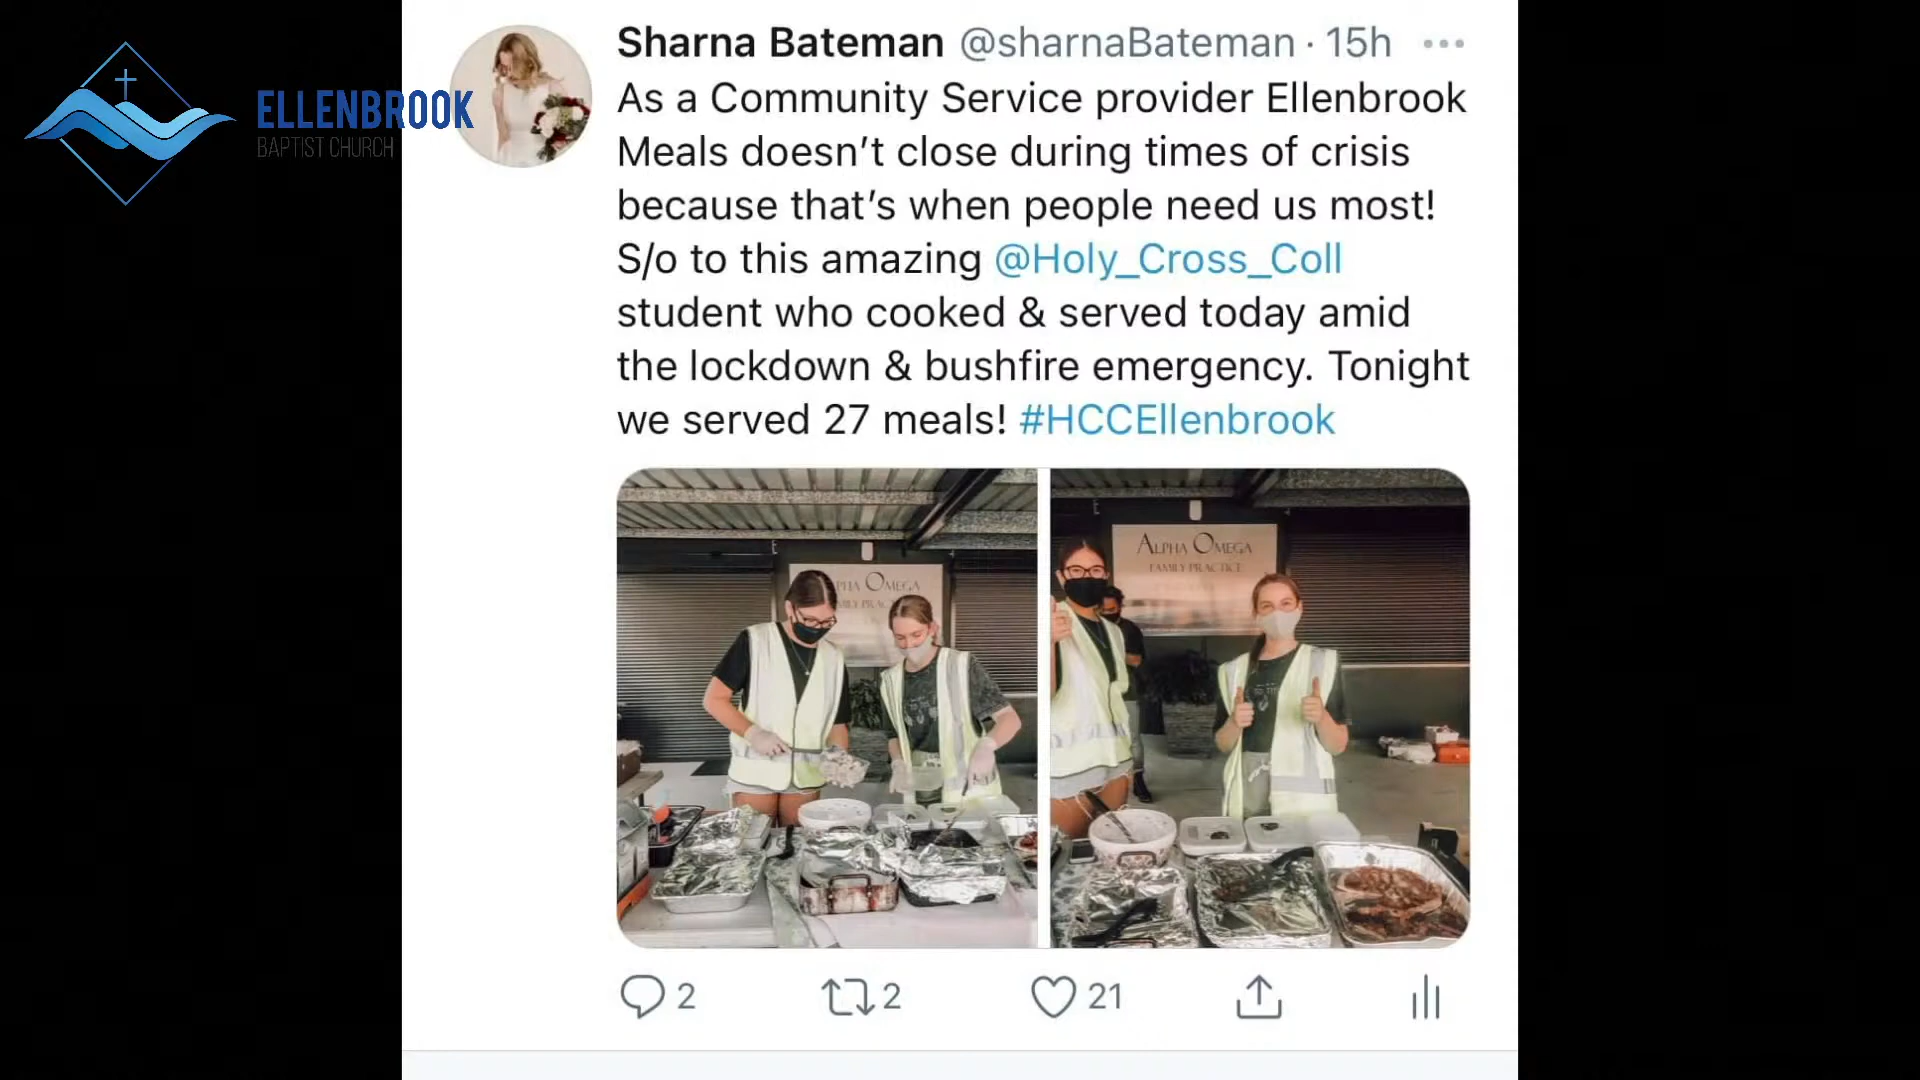 ELLENBROOK
BAPTIST CHURCH
Sharna Bateman @sharnaBateman · 15h
As a Community Service provider Ellenbrook
Meals doesn't close during times of crisis
because that's when people need us most!
S/o to this amazing @Holy_Cross_Coll
student who cooked & served today amid
the lockdown & bushfire emergency. Tonight
we served 27 meals! #HCCEllenbrook
PHA OMEGA
ALPHA OMEGA
FAMILY PRACTICE
2
2
21